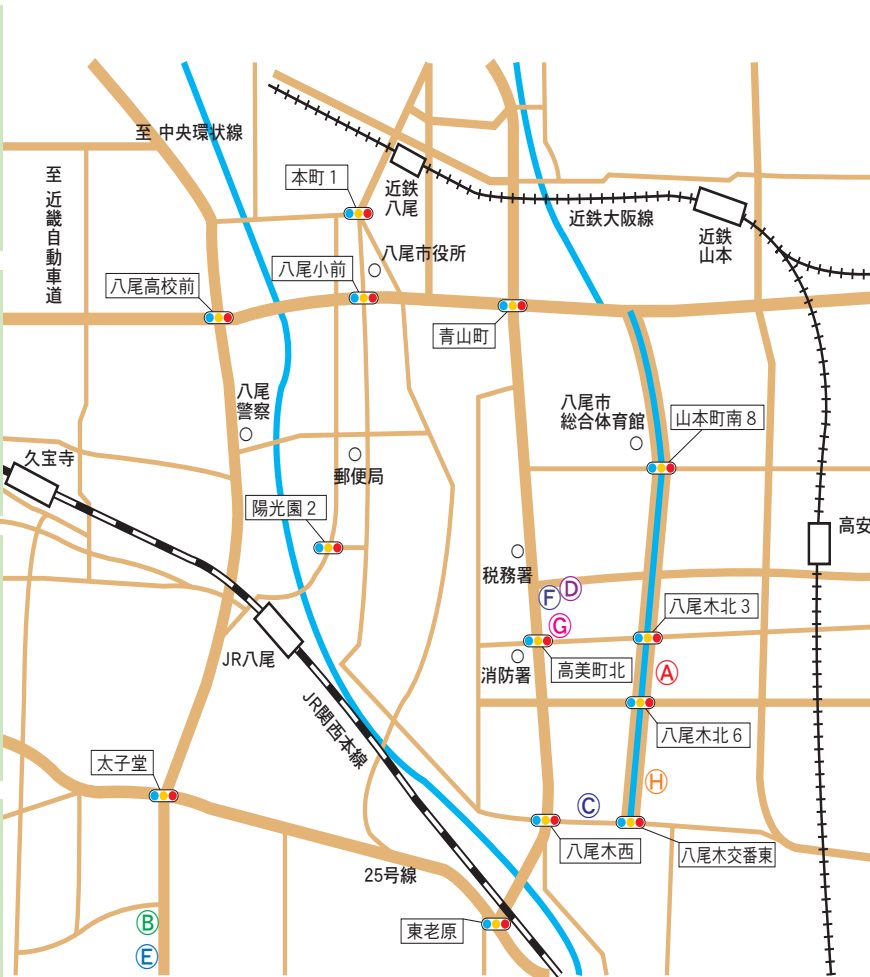 至 中央環状線
至 近畿自動車道
本町1
近鉄
八尾
近鉄大阪線
近鉄
山本
八尾市役所
八尾小前
八尾高校前
青山町
八尾
警察
八尾市
総合体育館
山本町南8
久宝寺
郵便局
陽光園2
高安
税務署
F
D
G
八尾木北3
JR八尾
消防署
高美町北
A
JR関西本線
八尾木北6
太子堂
H
C
八尾木西
八尾木交番東
25号線
B
東老原
E